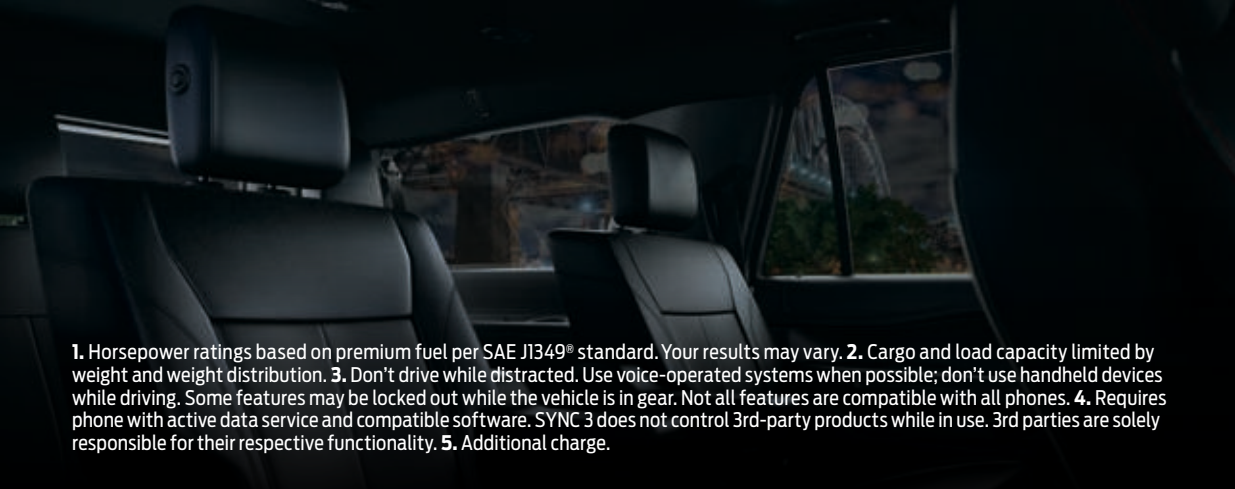 1. Horsepower ratings based on premium fuel per SAE J1349® standard. Your results may vary. 2. Cargo and load capacity limited by
weight and weight distribution. 3. Don't drive while distracted. Use voice-operated systems when possible; don't use handheld devices
while driving. Some features may be locked out while the vehicle is in gear. Not all features are compatible with all phones. 4. Requires
phone with active data service and compatible software. SYNC 3 does not control 3rd-party products while in use. 3rd parties are solely
responsible for their respective functionality. 5. Additional charge.